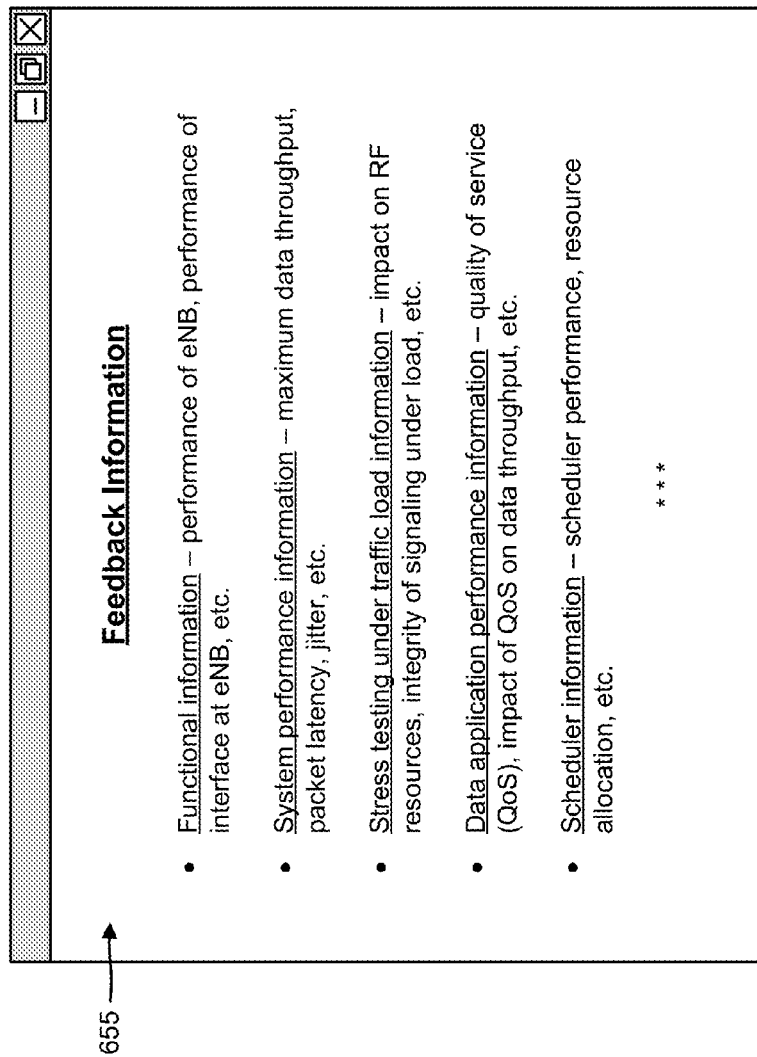 655
Feedback Information
• Functional information – performance of eNB, performance of
interface at eNB, etc.
• System performance information – maximum data throughput,
packet latency, jitter, etc.
• Stress testing under traffic load information – impact on RF
resources, integrity of signaling under load, etc.
• Data application performance information – quality of service
(QoS), impact of QoS on data throughput, etc.
• Scheduler information – scheduler performance, resource
allocation, etc.
* * *